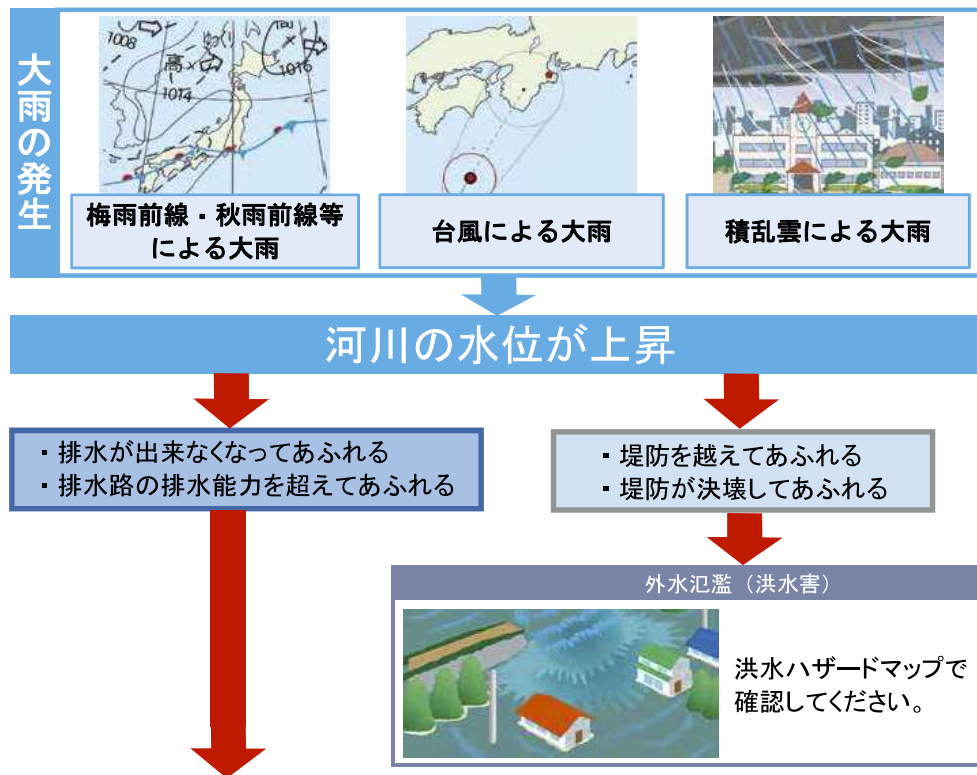 大雨の発生
1008
高
ゆっくり
高
1016
高
1014
梅雨前線・秋雨前線等
による大雨
台風による大雨
積乱雲による大雨
河川の水位が上昇
・排水が出来なくなってあふれる
・排水路の排水能力を超えてあふれる
・堤防を越えてあふれる
・堤防が決壊してあふれる
外水氾濫（洪水害）
洪水ハザードマップで
確認してください。